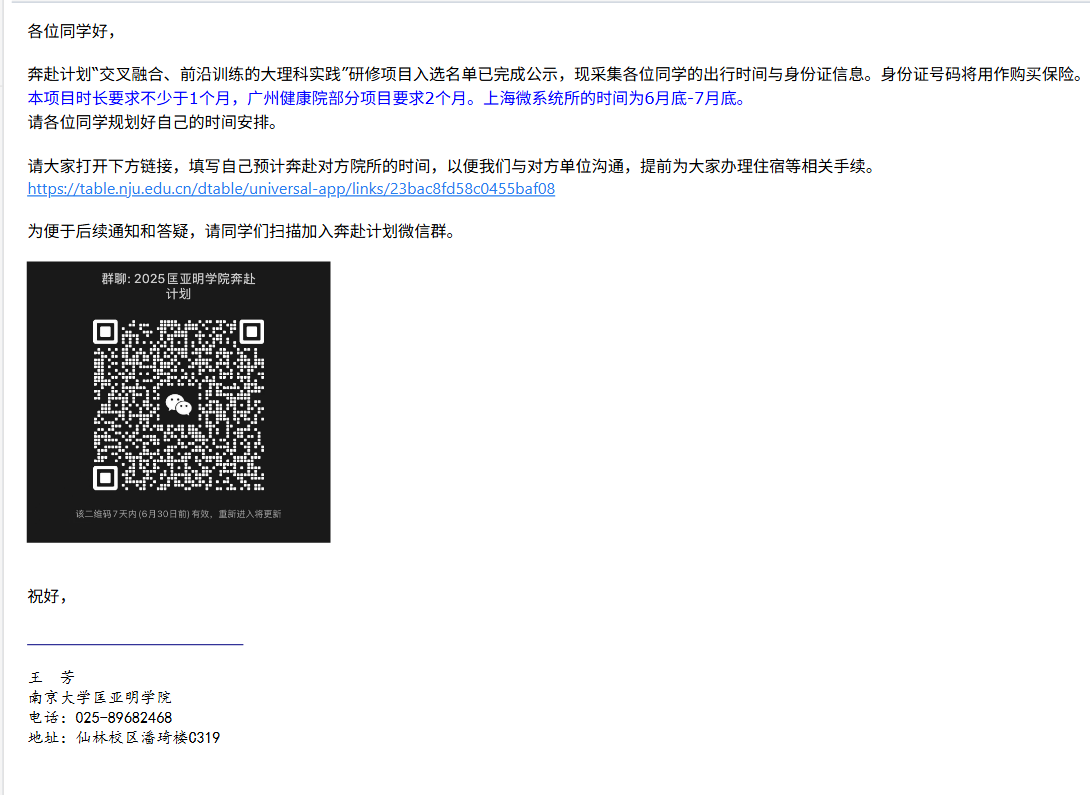 各位同学好，
奔赴计划“交叉融合、前沿训练的大理科实践”研修项目入选名单已完成公示，现采集各位同学的出行时间与身份证信息。身份证号码将用作购买保险。
本项目时长要求不少于1个月，广州健康院部分项目要求2个月。上海微系统所的时间为6月底-7月底。
请各位同学规划好自己的时间安排。
请大家打开下方链接，填写自己预计奔赴对方院所的时间，以便我们与对方单位沟通，提前为大家办理住宿等相关手续。
https://table.nju.edu.cn/dtable/universal-app/links/23bac8fd58c0455baf08
为便于后续通知和答疑，请同学们扫描加入奔赴计划微信群。
群聊: 2025匡亚明学院奔赴
计划
该二维码7天内(6月30日前)有效，重新进入将更新
祝好，
王　芳
南京大学匡亚明学院
电话：025-89682468
地址：仙林校区潘琦楼C319